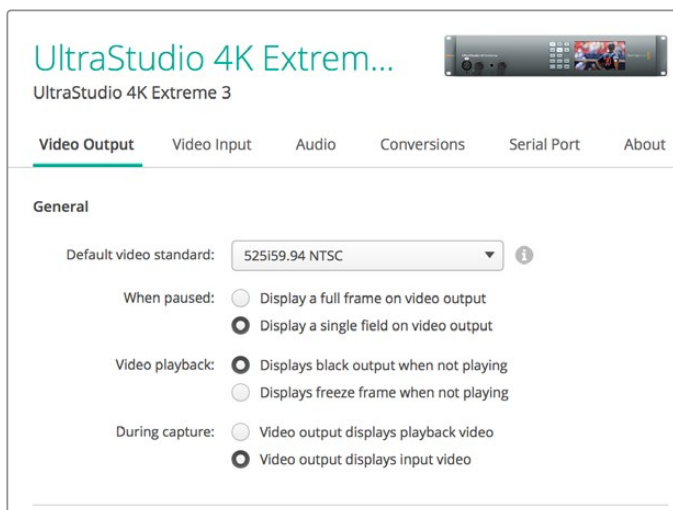 UltraStudio 4K Extrem...
UltraStudio 4K Extreme 3
Video Output Video Input Audio Conversions Serial Port About
General
Default video standard: 525i59.94 NTSC
When paused: Display a full frame on video output
Display a single field on video output
Video playback: Displays black output when not playing
Displays freeze frame when not playing
During capture: Video output displays playback video
Video output displays input video